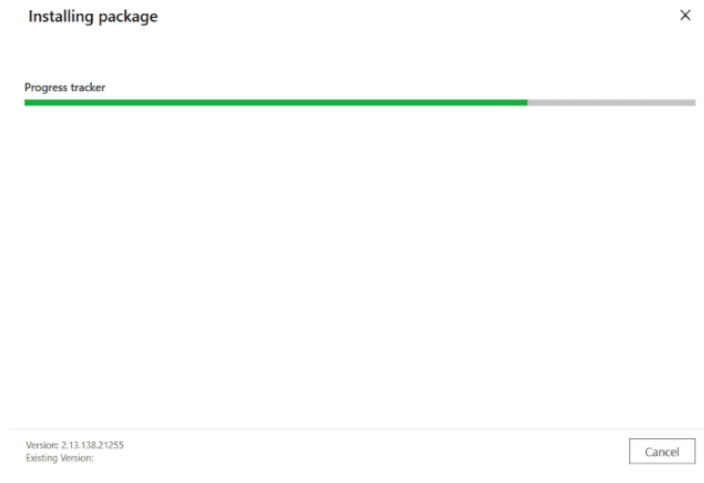 Installing package
Progress tracker
Version: 2.13.138.21255
Existing Version:
Cancel